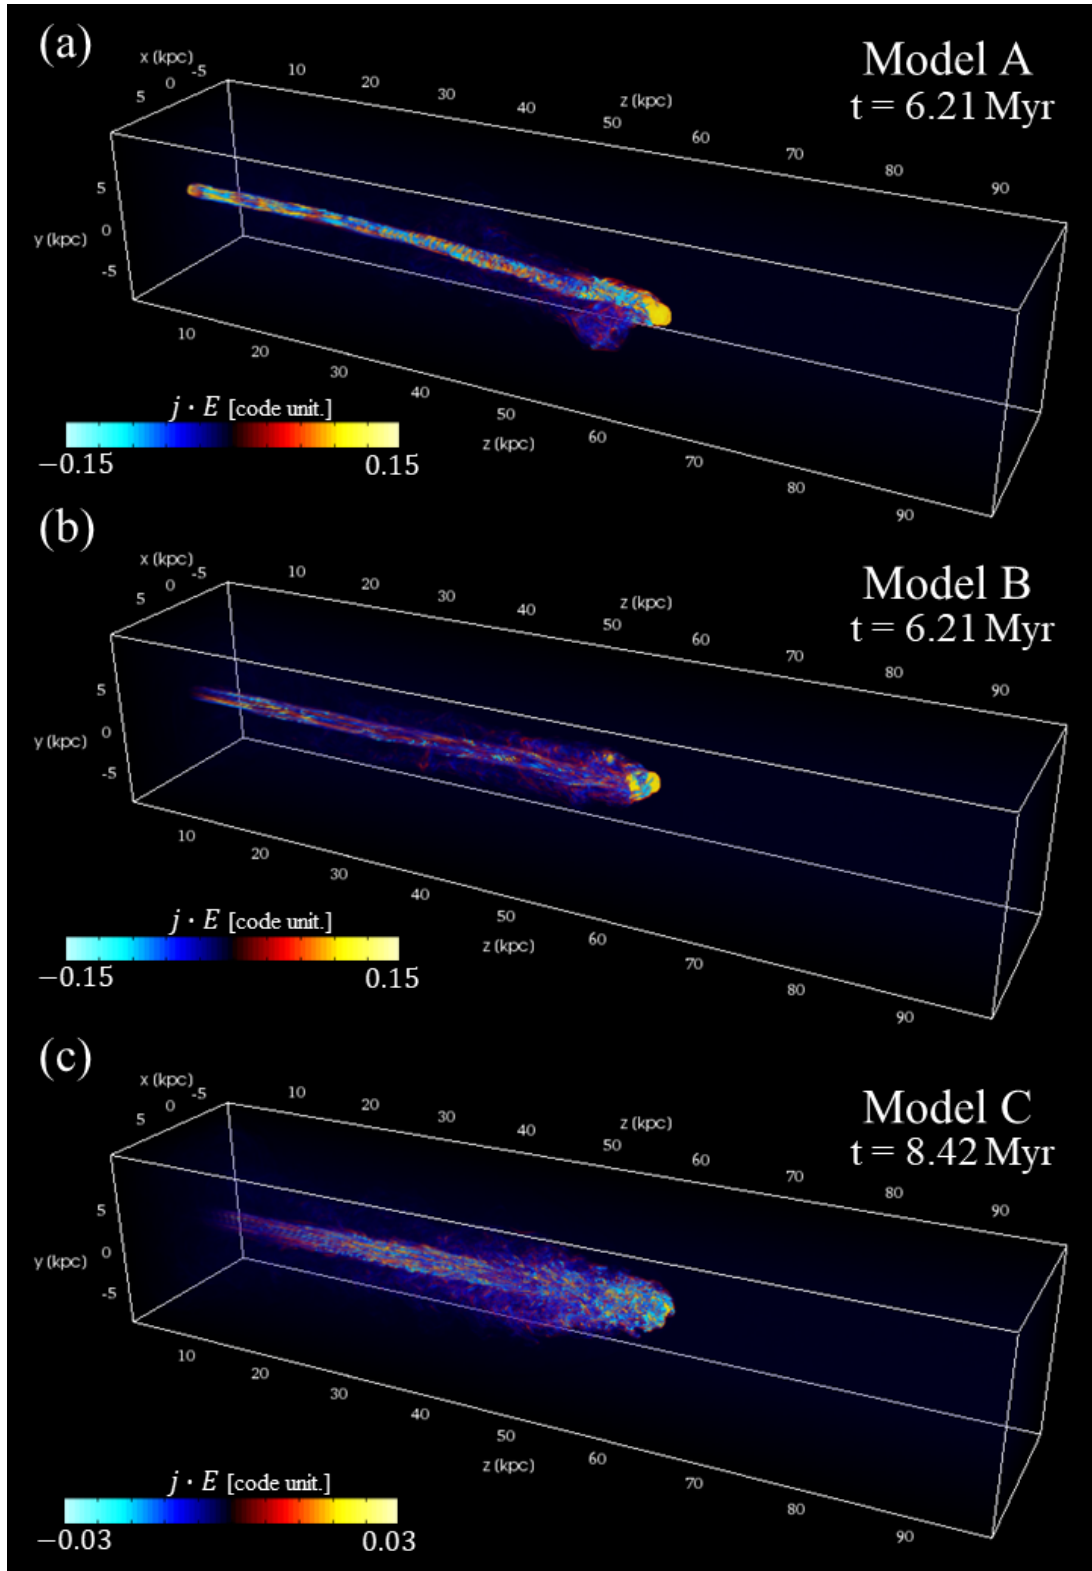 (a)
Model A
t = 6.21 Myr
x (kpc)
5 0 -5
10 20 30 40 50 60 70 80 90
z (kpc)
y (kpc)
5
0
-5
10 20 30 40 50 60 70 80 90
z (kpc)
j · E [code unit.]
−0.15 0.15
(b)
Model B
t = 6.21 Myr
x (kpc)
5 0 -5
10 20 30 40 50 60 70 80 90
z (kpc)
y (kpc)
5
0
-5
10 20 30 40 50 60 70 80 90
z (kpc)
j · E [code unit.]
−0.15 0.15
(c)
Model C
t = 8.42 Myr
x (kpc)
5 0 -5
10 20 30 40 50 60 70 80 90
z (kpc)
y (kpc)
5
0
-5
10 20 30 40 50 60 70 80 90
z (kpc)
j · E [code unit.]
−0.03 0.03